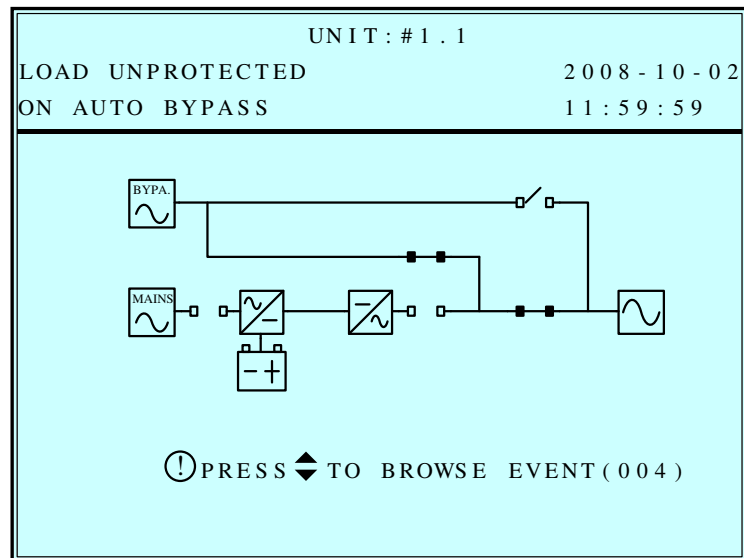 UNIT:#1.1
LOAD UNPROTECTED 2008-10-02
ON AUTO BYPASS 11:59:59
BYPA.
MAINS
! PRESS TO BROWSE EVENT(004)